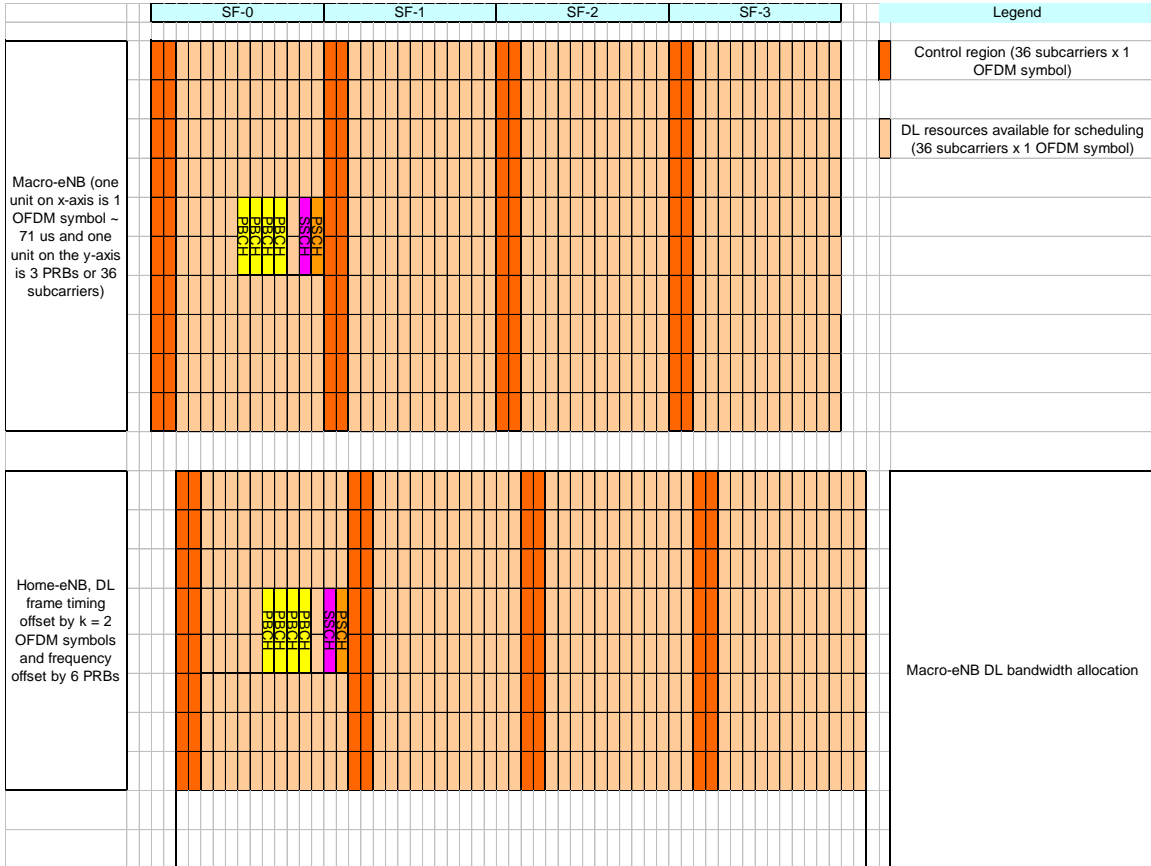 SF-0 SF-1 SF-2 SF-3 Legend
Control region (36 subcarriers x 1
OFDM symbol)
DL resources available for scheduling
(36 subcarriers x 1 OFDM symbol)
Macro-eNB (one
unit on x-axis is 1
OFDM symbol ~
71 us and one
unit on the y-axis
is 3 PRBs or 36
subcarriers)
PBCH
PBCH
PBCH
PBCH
SSCH
PSCH
Home-eNB, DL
frame timing
offset by k = 2
OFDM symbols
and frequency
offset by 6 PRBs
PBCH
PBCH
PBCH
PBCH
SSCH
PSCH
Macro-eNB DL bandwidth allocation